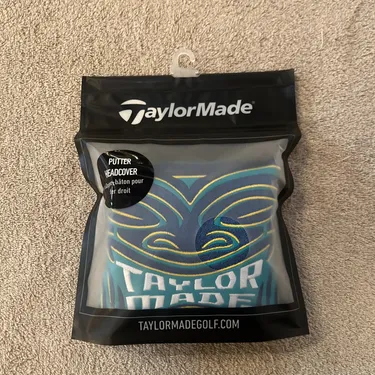 TaylorMade
PUTTER
HEADCOVER
bâton pour
droit
TAYLOR
MADE
TAYLORMADEGOLF.COM